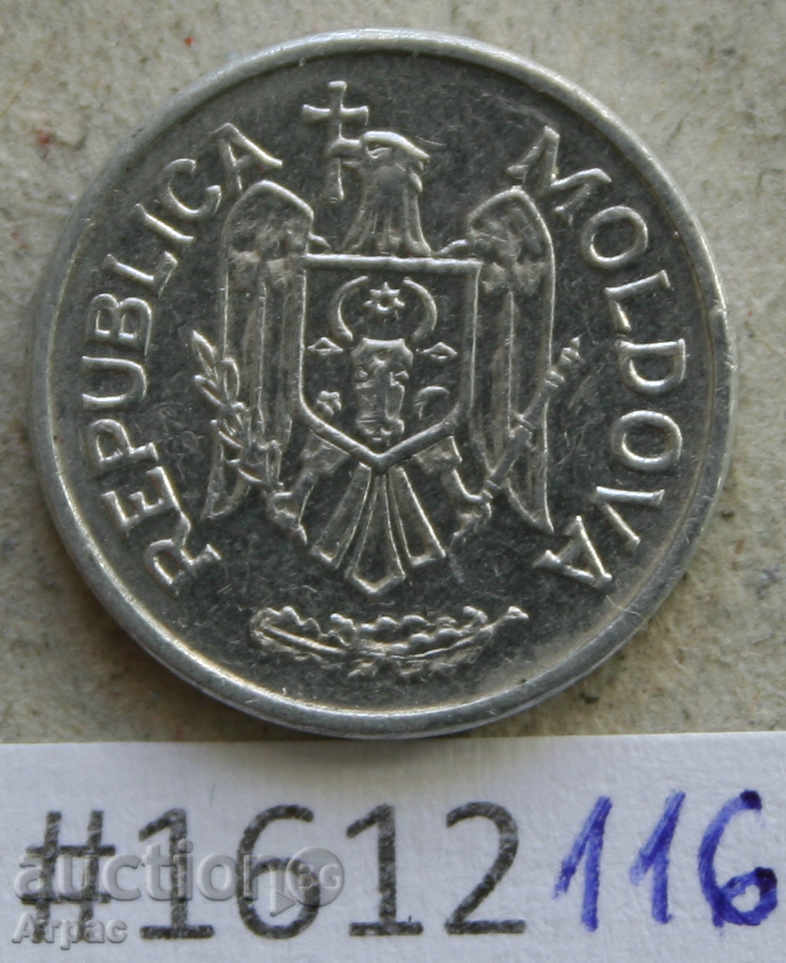 REPUBLICA MOLDOVA
#1612 116
auction BG
Arpac